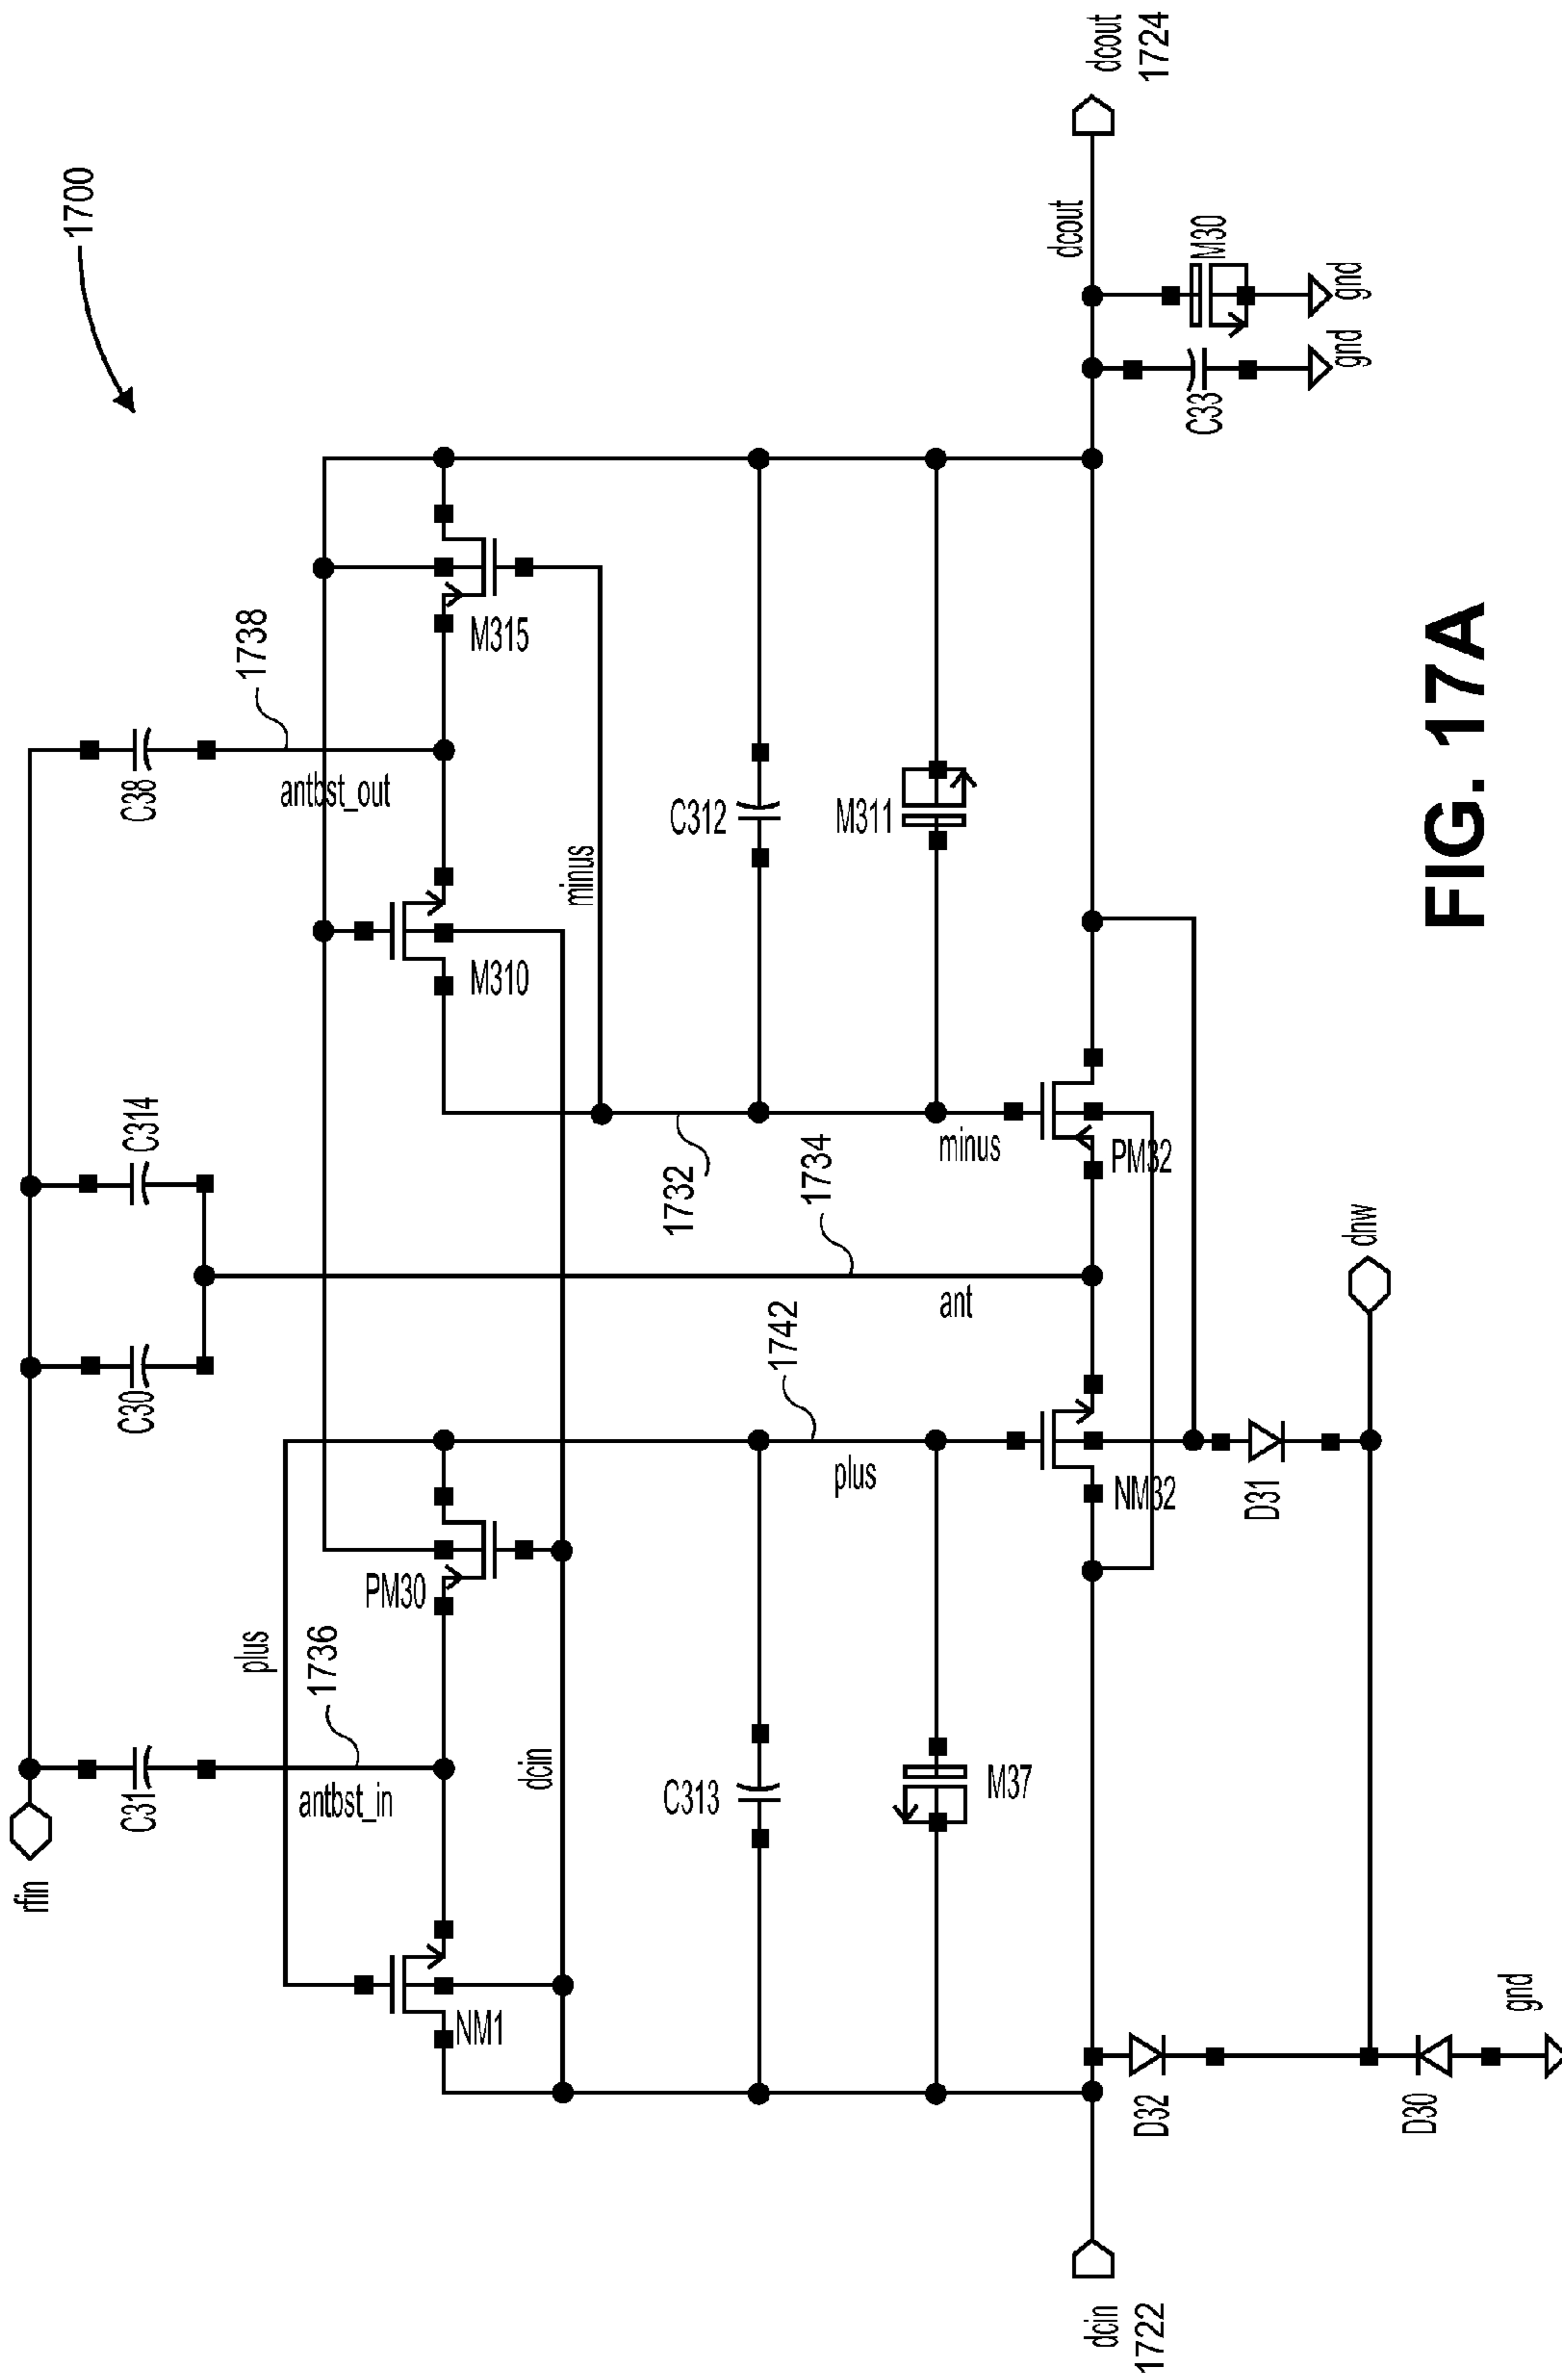 1700
rfin
C31
C30
C314
C38
plus
1736
antbst_in
antbst_out
1738
NM1
PM30
M310
M315
dcin
minus
C313
1742
1732
C312
M37
plus
1734
ant
minus
M311
NM32
PM32
dcin
1722
dcout
dcout
1724
D32
D31
C33
M30
gnd
gnd
dnw
D30
gnd
FIG. 17A